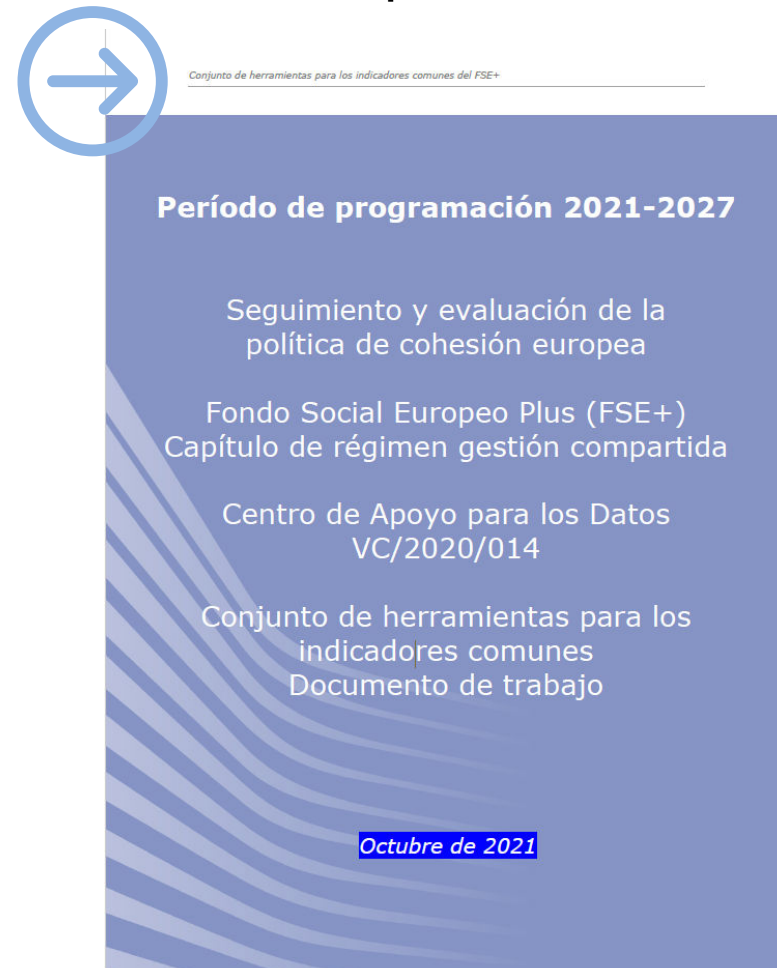 Conjunto de herramientas para los indicadores comunes del FSE+
Período de programación 2021-2027
Seguimiento y evaluación de la
política de cohesión europea
Fondo Social Europeo Plus (FSE+)
Capítulo de régimen gestión compartida
Centro de Apoyo para los Datos
VC/2020/014
Conjunto de herramientas para los
indicadores comunes
Documento de trabajo
Octubre de 2021